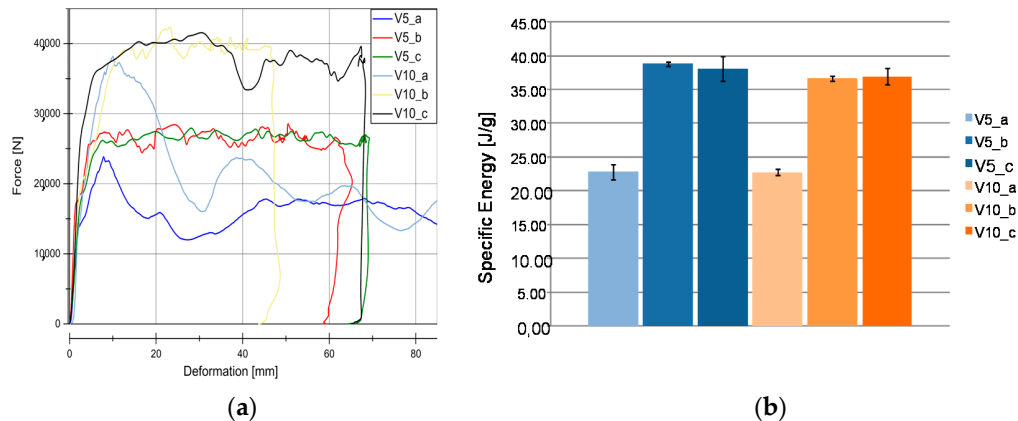 40000
30000
20000
10000
0
Force [N]
0
20
40
60
80
Deformation [mm]
V5_a
V5_b
V5_c
V10_a
V10_b
V10_c
(a)
45.00
40.00
35.00
30.00
25.00
20.00
15.00
10.00
5.00
0,00
Specific Energy [J/g]
V5_a
V5_b
V5_c
V10_a
V10_b
V10_c
(b)